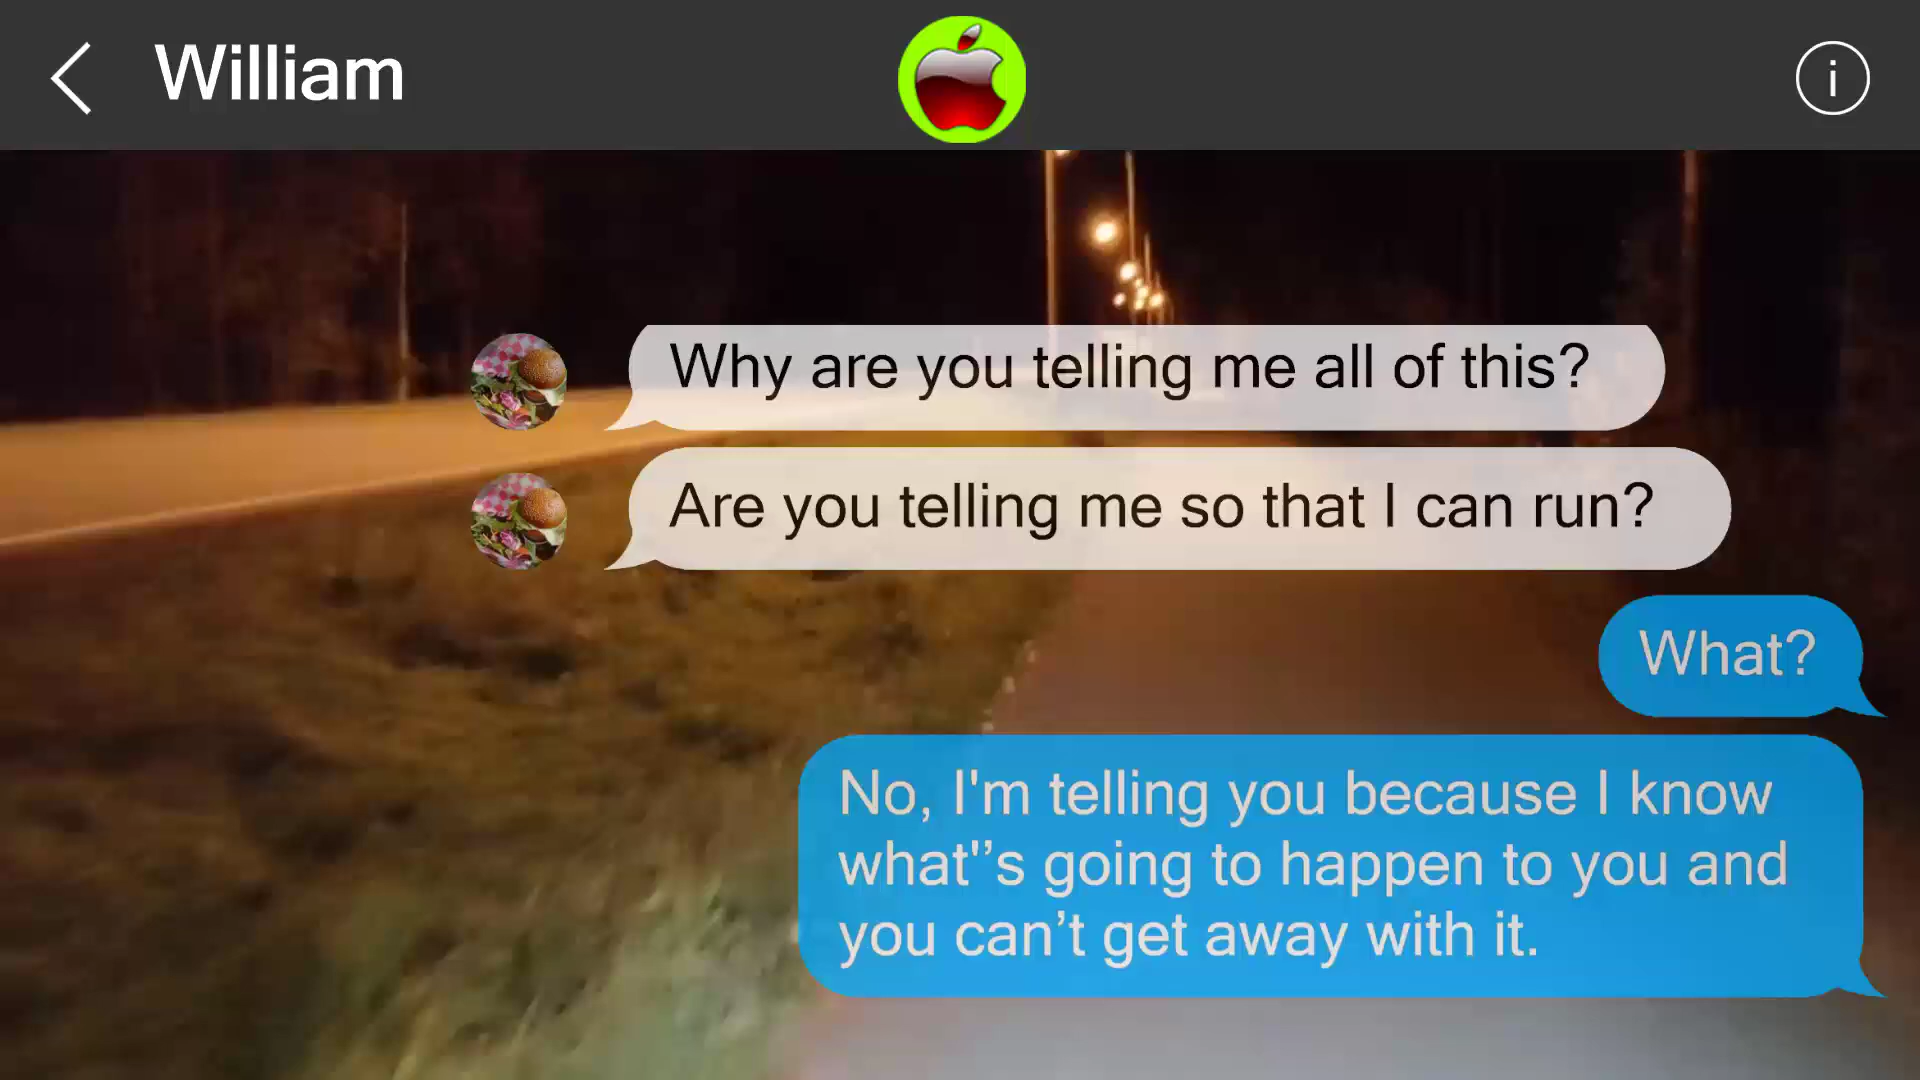 William
i
Why are you telling me all of this?
Are you telling me so that I can run?
What?
No, I'm telling you because I know
what'’s going to happen to you and
you can’t get away with it.